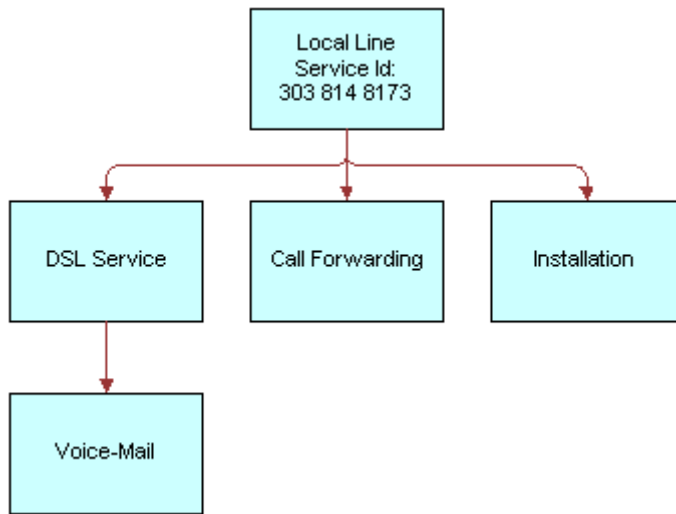 Local Line
Service Id:
303 814 8173
DSL Service
Call Forwarding
Installation
Voice-Mail